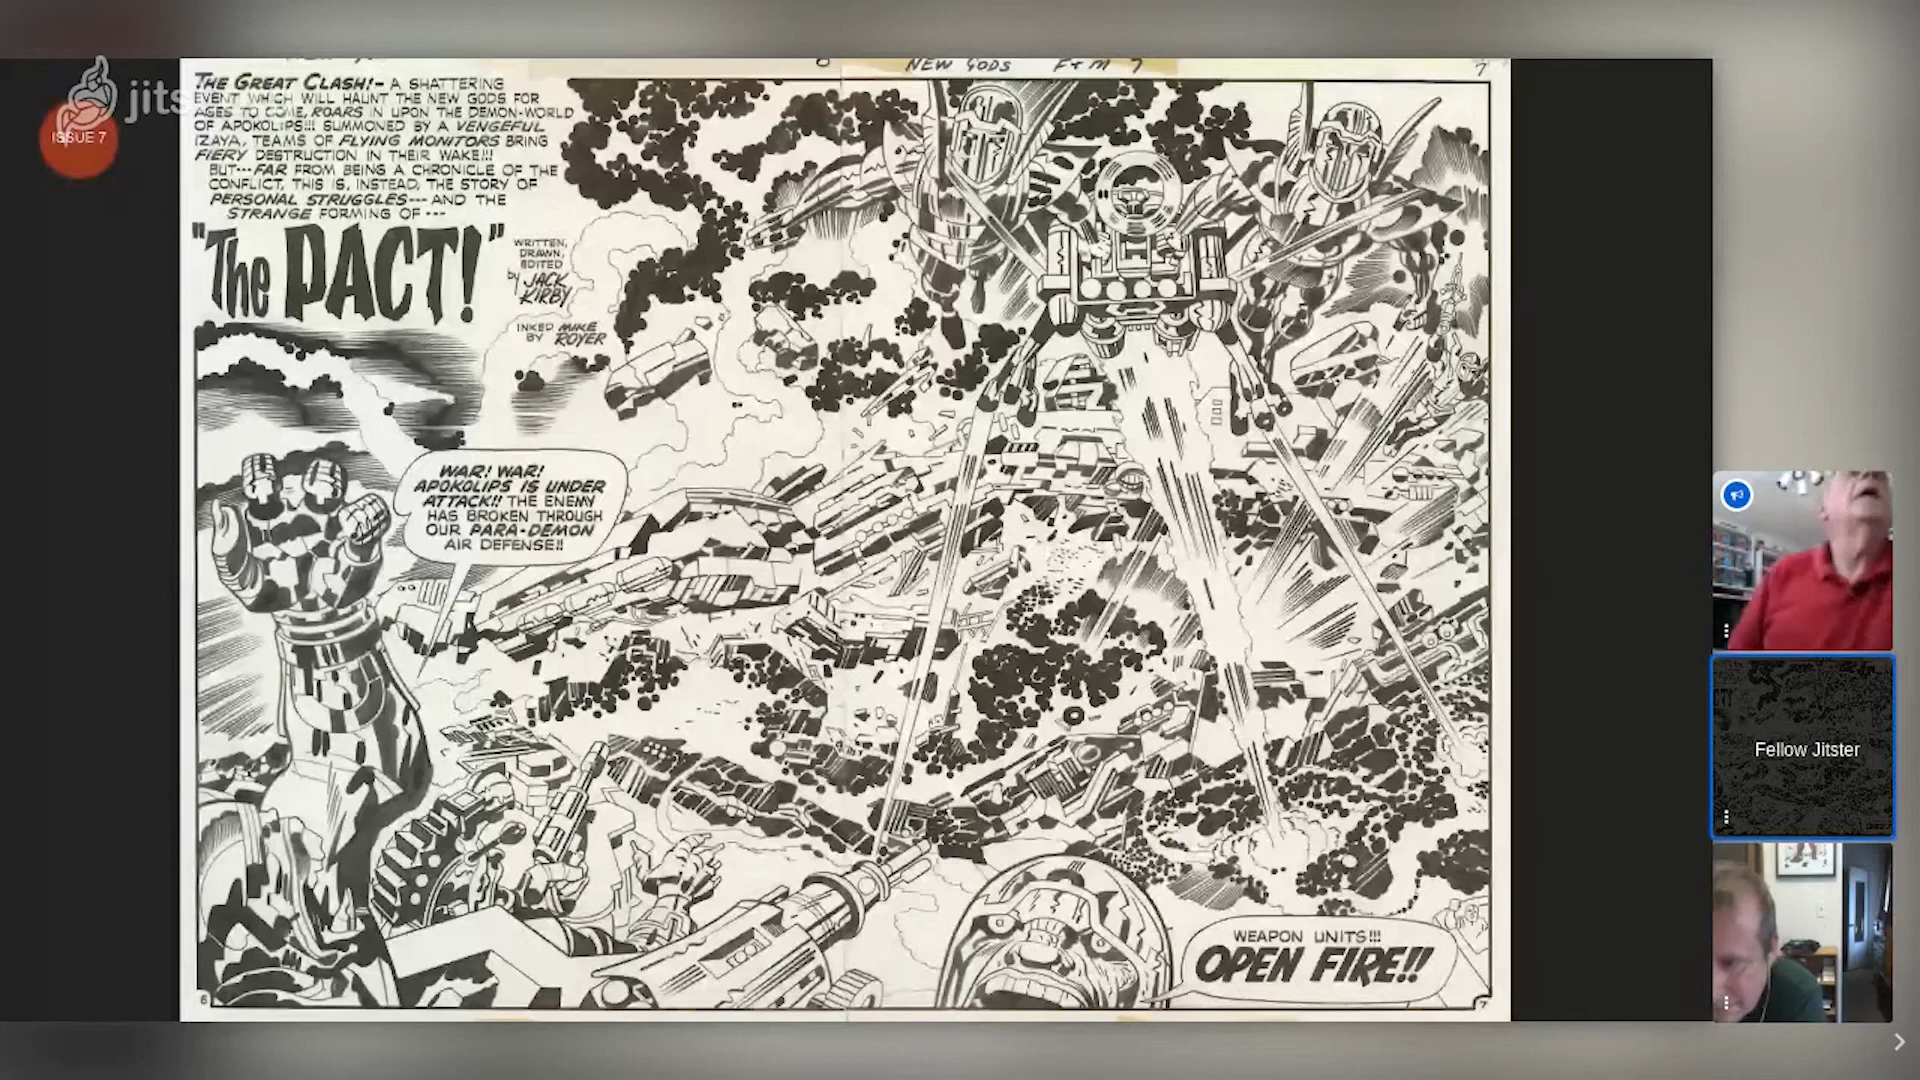 jits
ISSUE 7
NEW GODS F+M 7
7
THE GREAT CLASH!- A SHATTERING
EVENT WHICH WILL HAUNT THE NEW GODS FOR
AGES TO COME, ROARS IN UPON THE DEMON-WORLD
OF APOKOLIPS!!! SUMMONED BY A VENGEFUL
IZAYA, TEAMS OF FLYING MONITORS BRING
FIERY DESTRUCTION IN THEIR WAKE!!!
BUT---FAR FROM BEING A CHRONICLE OF THE
CONFLICT, THIS IS, INSTEAD, THE STORY OF
PERSONAL STRUGGLES---AND THE
STRANGE FORMING OF ---
"The PACT!"
WRITTEN,
DRAWN,
EDITED
by JACK
KIRBY
INKED MIKE
BY ROYER
WAR! WAR!
APOKOLIPS IS UNDER
ATTACK!! THE ENEMY
HAS BROKEN THROUGH
OUR PARA-DEMON
AIR DEFENSE!!
WEAPON UNITS!!!
OPEN FIRE!!
6
7
Fellow Jitster